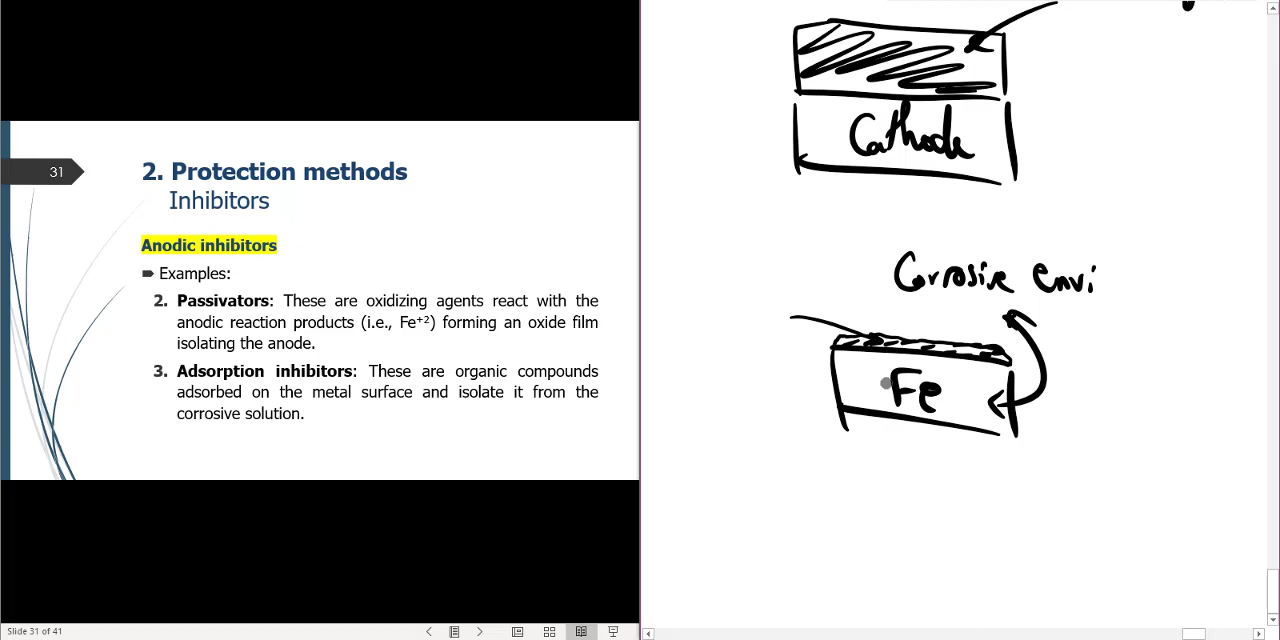 31
2. Protection methods
Inhibitors
Anodic inhibitors
Examples:
2. Passivators: These are oxidizing agents react with the
anodic reaction products (i.e., Fe⁺²) forming an oxide film
isolating the anode.
3. Adsorption inhibitors: These are organic compounds
adsorbed on the metal surface and isolate it from the
corrosive solution.
Slide 31 of 41
Cathode
Corrosive envi
Fe